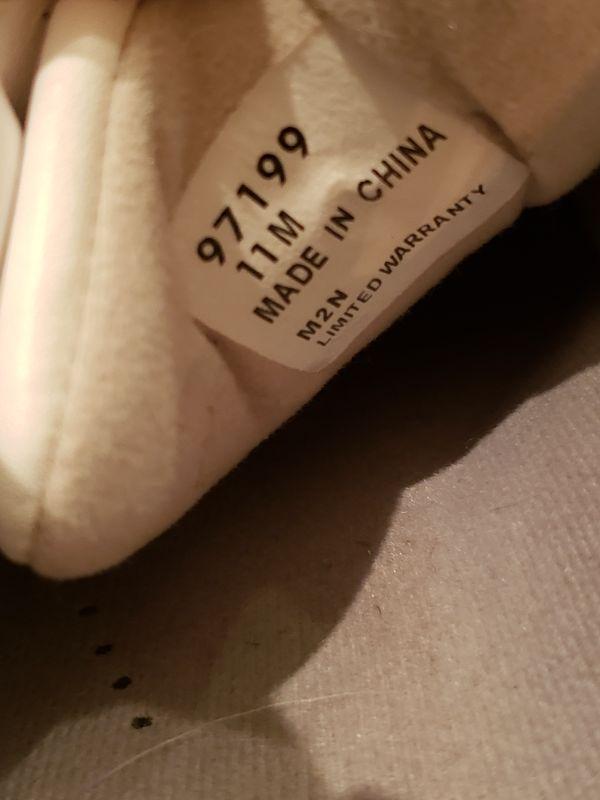 97199
11M
MADE IN CHINA
M2N
LIMITED WARRANTY